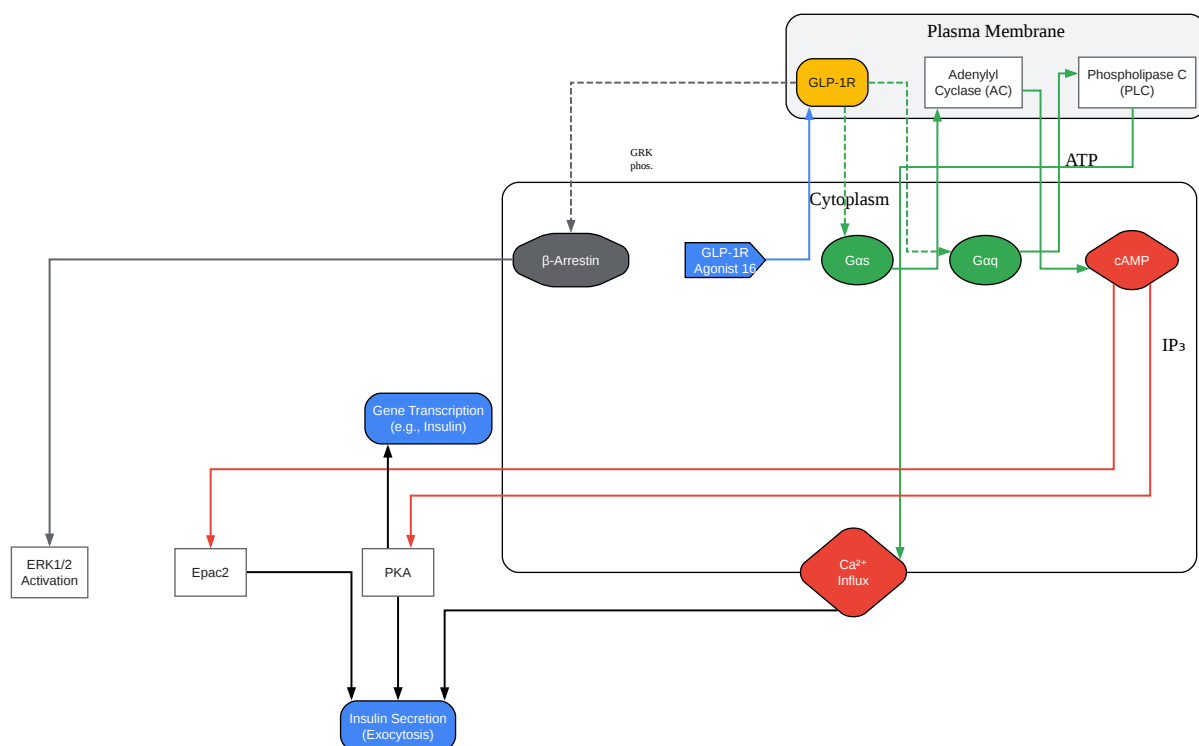 Plasma Membrane
GLP-1R
Adenylyl
Cyclase (AC)
Phospholipase C
(PLC)
GRK
phos.
ATP
Cytoplasm
β-Arrestin
GLP-1R
Agonist 16
Gαs
Gαq
cAMP
IP₃
Gene Transcription
(e.g., Insulin)
ERK1/2
Activation
Epac2
PKA
Ca²⁺
Influx
Insulin Secretion
(Exocytosis)